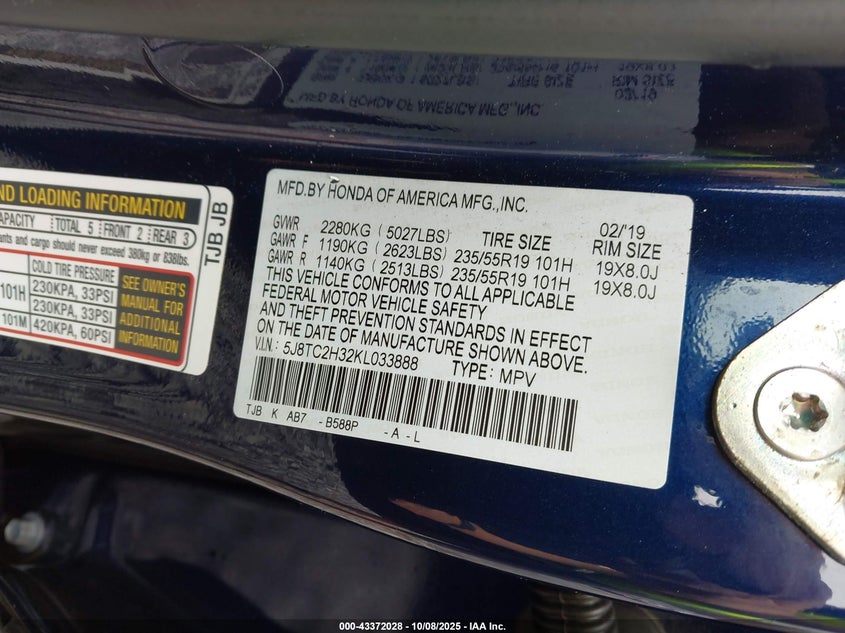 ND LOADING INFORMATION
APACITY TOTAL 5 FRONT 2 REAR 3
ants and cargo should never exceed 380kg or 838lbs.
COLD TIRE PRESSURE
101H 230KPA, 33PSI
230KPA, 33PSI
101M 420KPA, 60PSI
SEE OWNER'S
MANUAL FOR
ADDITIONAL
INFORMATION
TJB JB
MFD.BY HONDA OF AMERICA MFG.,INC.
02/'19
GVWR 2280KG (5027LBS) TIRE SIZE RIM SIZE
GAWR F 1190KG (2623LBS) 235/55R19 101H 19X8.0J
GAWR R 1140KG (2513LBS) 235/55R19 101H 19X8.0J
THIS VEHICLE CONFORMS TO ALL APPLICABLE
FEDERAL MOTOR VEHICLE SAFETY
AND THEFT PREVENTION STANDARDS IN EFFECT
ON THE DATE OF MANUFACTURE SHOWN ABOVE.
V.I.N.: 5J8TC2H32KL033888 TYPE: MPV
TJB K AB7 -B588P -A-L
000-43372028 - 10/08/2025 - IAA Inc.